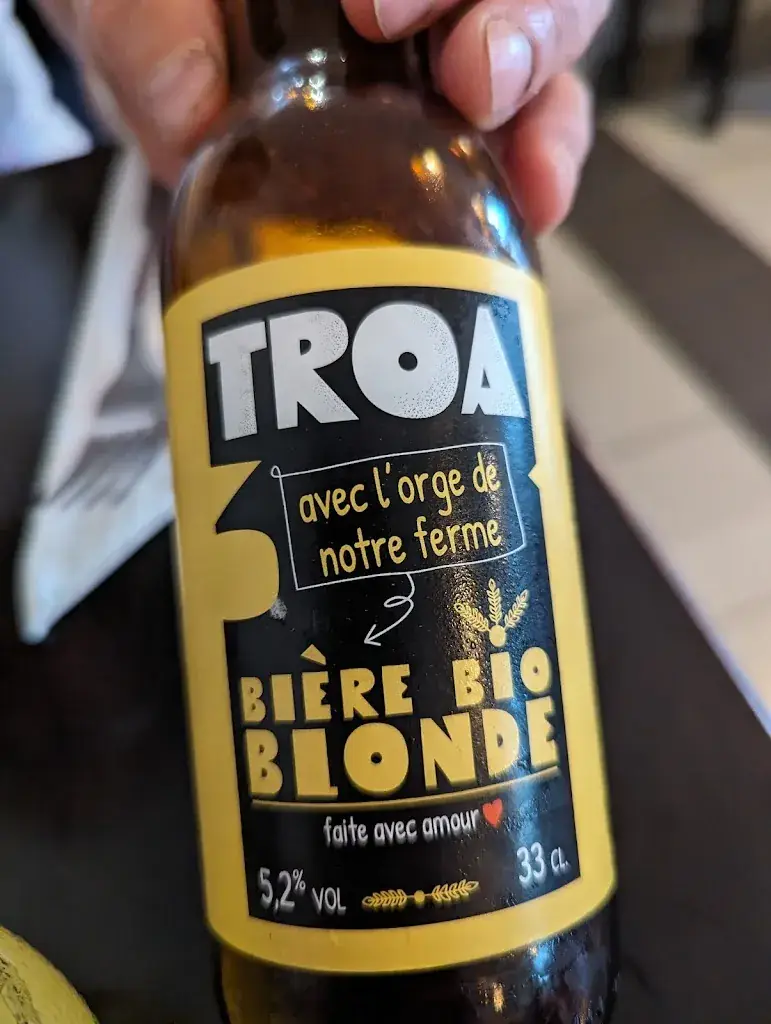 TROA
avec l'orge de
notre ferme
BIÈRE BIO
BLONDE
faite avec amour
5,2% VOL
33 CL.